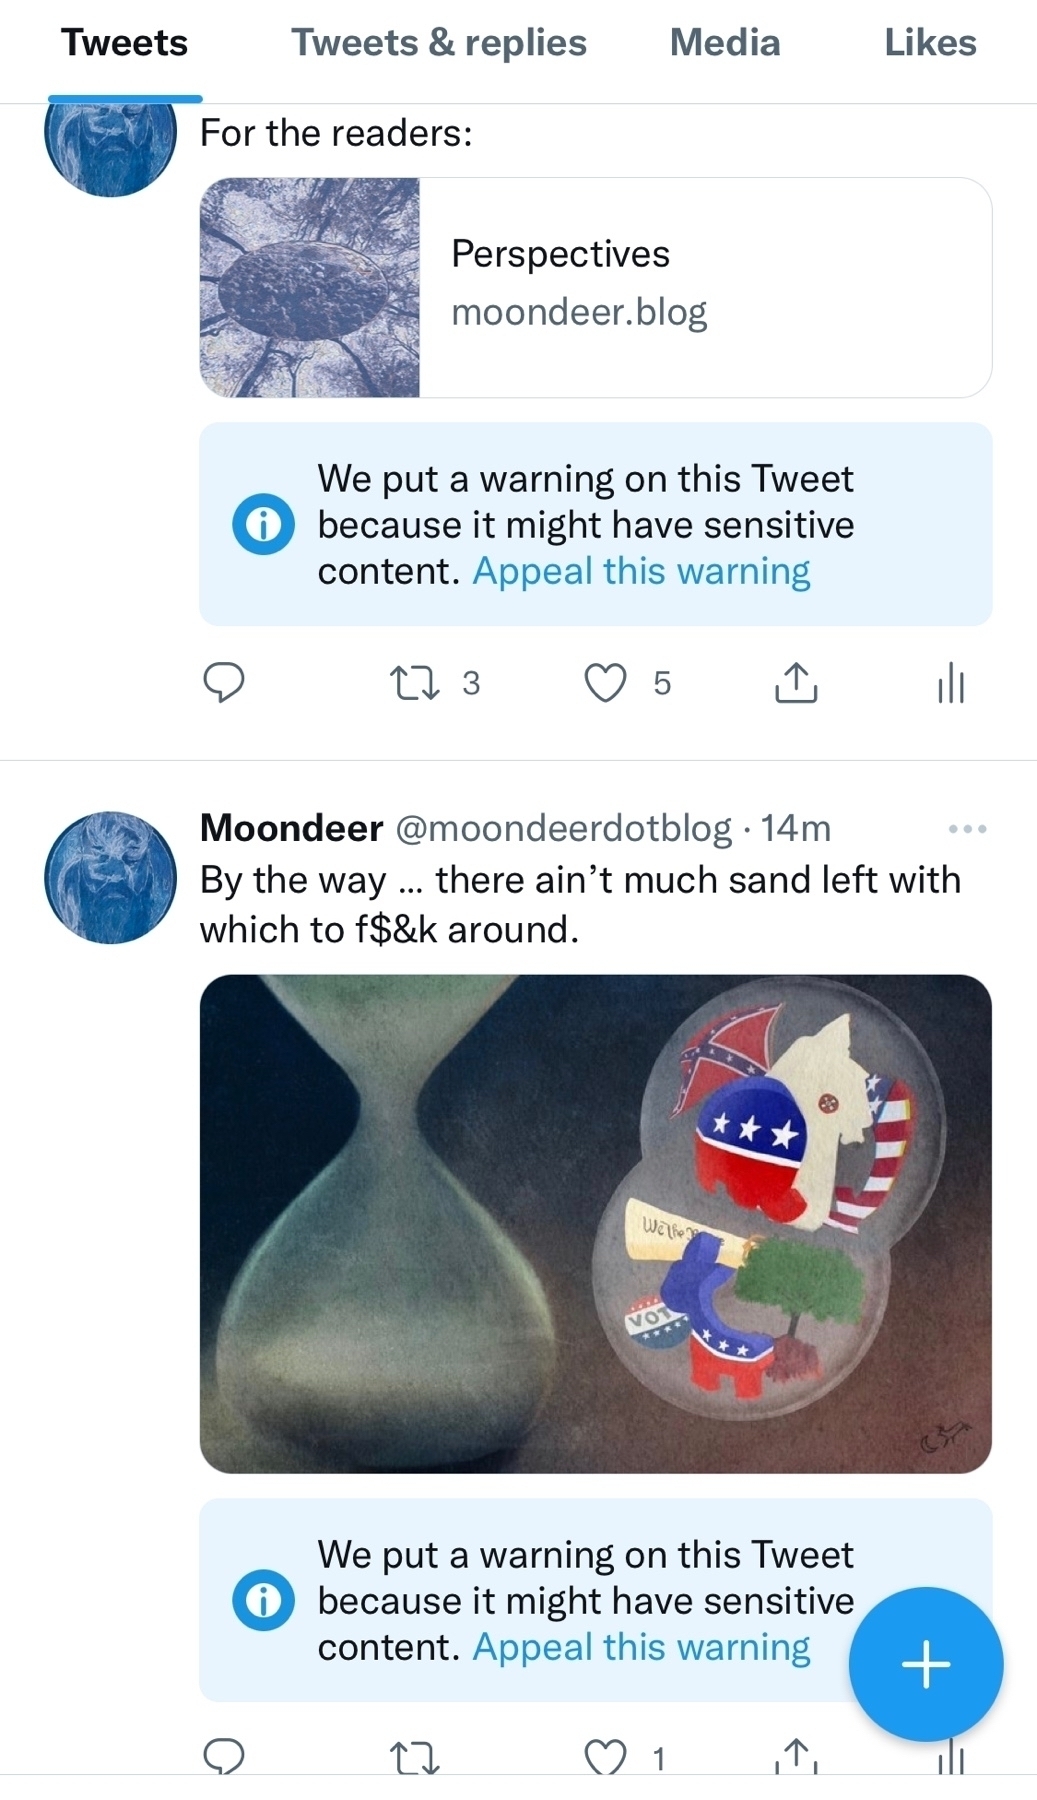 Tweets Tweets & replies Media Likes
For the readers:
Perspectives
moondeer.blog
We put a warning on this Tweet
because it might have sensitive
content. Appeal this warning
3 5
Moondeer @moondeerdotblog · 14m
By the way ... there ain’t much sand left with
which to f$&k around.
We the
VOT
We put a warning on this Tweet
because it might have sensitive
content. Appeal this warning
1